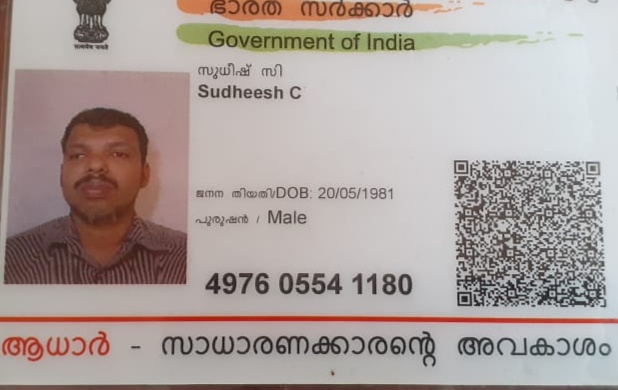 ഭാരത സർക്കാർ
Government of India
സുധീഷ് സി
Sudheesh C
ജനന തിയതി/DOB: 20/05/1981
പുരുഷൻ / Male
4976 0554 1180
ആധാർ - സാധാരണക്കാരന്റെ അവകാശം